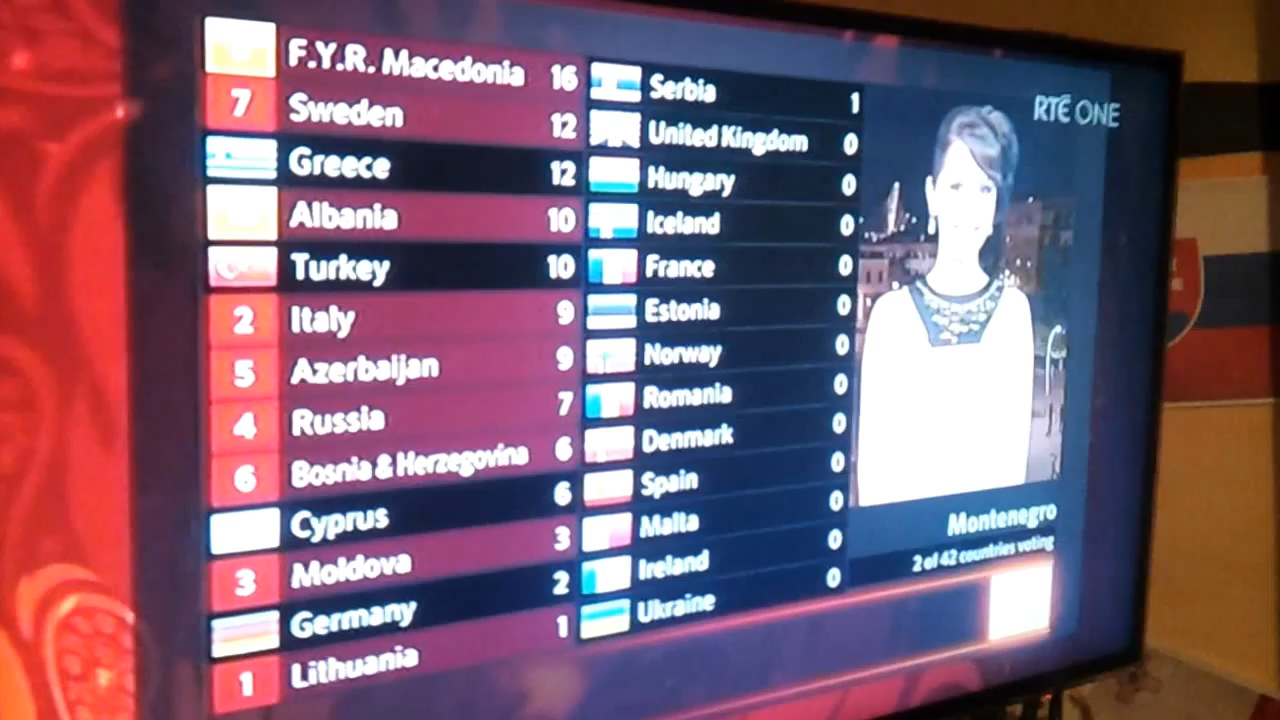 F.Y.R. Macedonia 16
7 Sweden 12
Greece 12
Albania 10
Turkey 10
2 Italy 9
5 Azerbaijan 9
4 Russia 7
6 Bosnia & Herzegovina 6
Cyprus 6
3 Moldova 3
Germany 2
1 Lithuania 1
Serbia 1
United Kingdom 0
Hungary 0
Iceland 0
France 0
Estonia 0
Norway 0
Romania 0
Denmark 0
Spain 0
Malta 0
Ireland 0
Ukraine 0
RTÉ ONE
Montenegro
2 of 42 countries voting